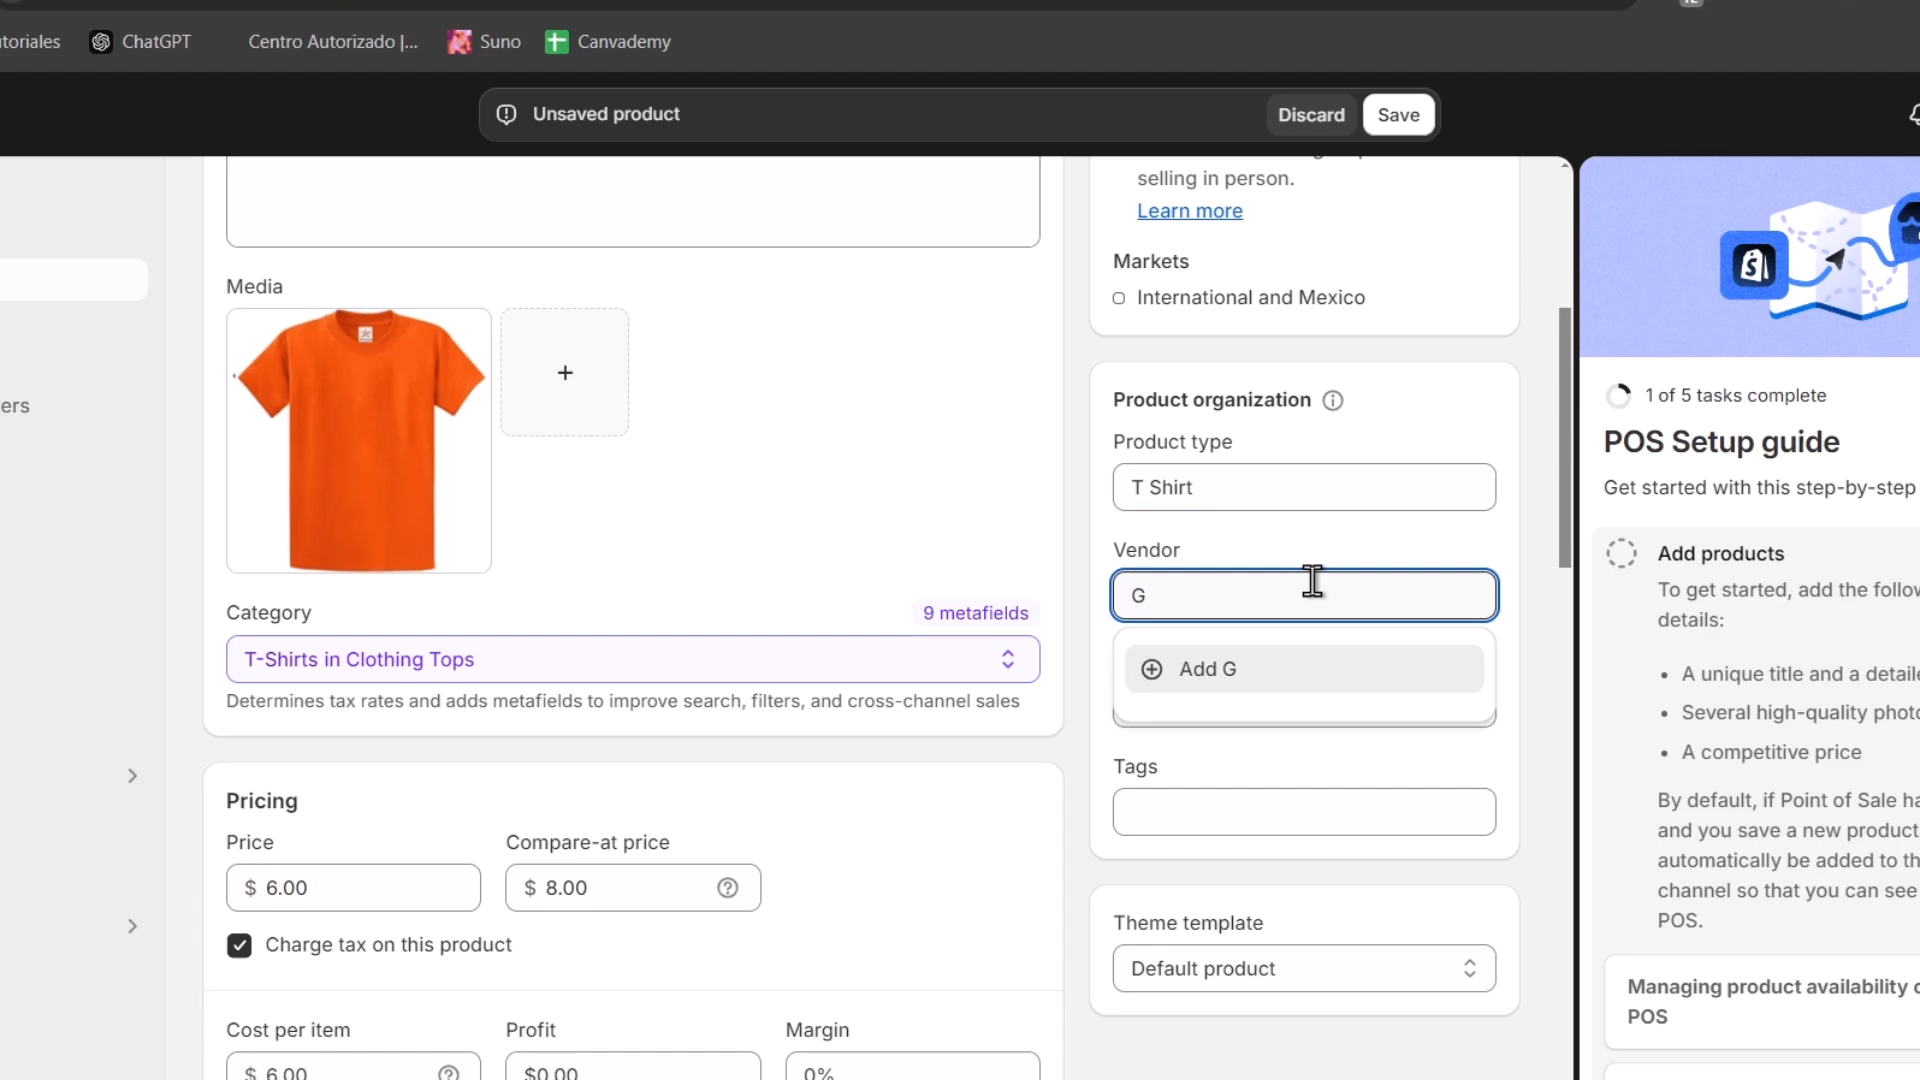 toriales
ChatGPT
Centro Autorizado |...
Suno
Canvademy
Unsaved product
Discard
Save
selling in person.
Learn more
Markets
International and Mexico
Media
+
ers
Product organization
Product type
T Shirt
Vendor
G
Add G
Category
9 metafields
T-Shirts in Clothing Tops
Determines tax rates and adds metafields to improve search, filters, and cross-channel sales
Tags
Pricing
Price
Compare-at price
$ 6.00
$ 8.00
Charge tax on this product
Theme template
Default product
Cost per item
Profit
Margin
$ 6.00
$0.00
0%
1 of 5 tasks complete
POS Setup guide
Get started with this step-by-step
Add products
To get started, add the follow
details:
• A unique title and a detaile
• Several high-quality photo
• A competitive price
By default, if Point of Sale ha
and you save a new product
automatically be added to th
channel so that you can see
POS.
Managing product availability o
POS